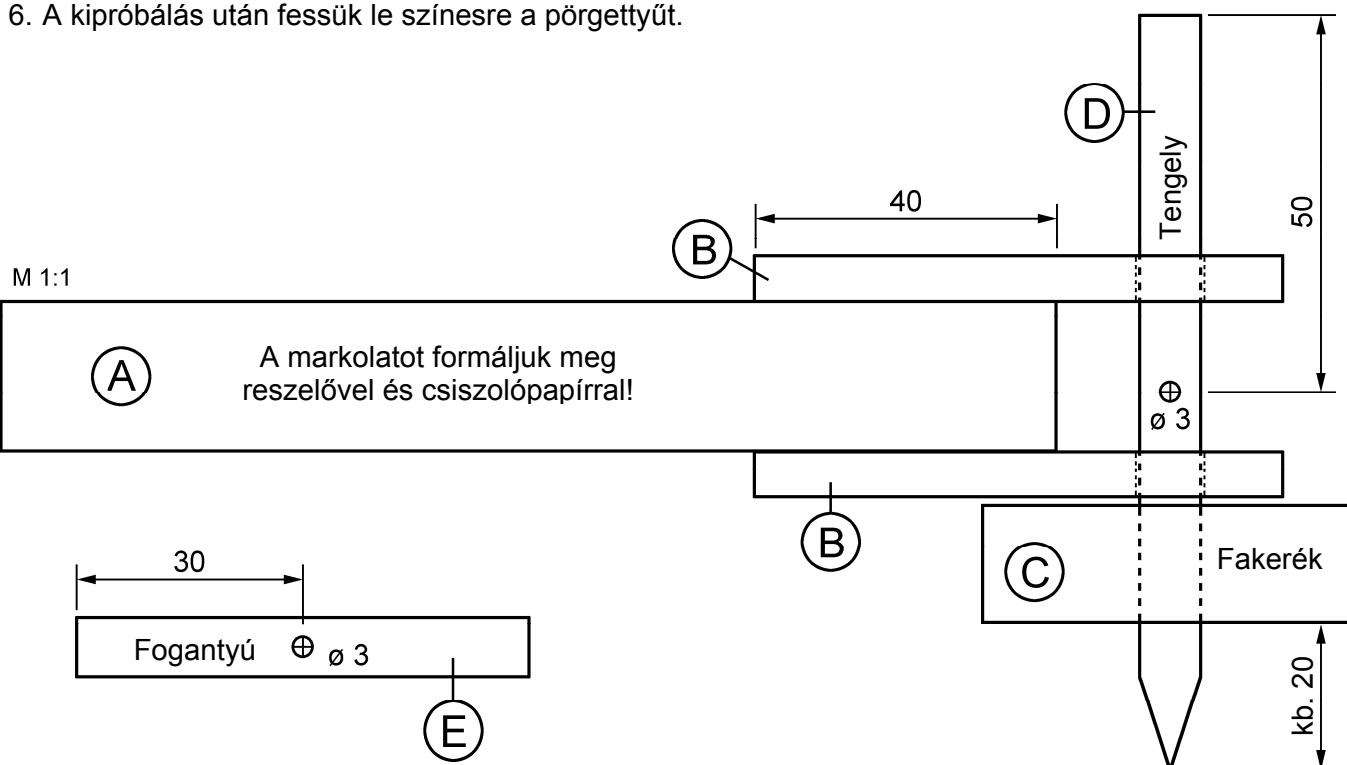 6. A kipróbálás után fessük le színesre a pörgettyűt.
D
Tengely
50
40
B
M 1:1
A
A markolatot formáljuk meg
reszelővel és csiszolópapírral!
ø 3
B
C
Fakerék
30
Fogantyú
ø 3
E
kb. 20